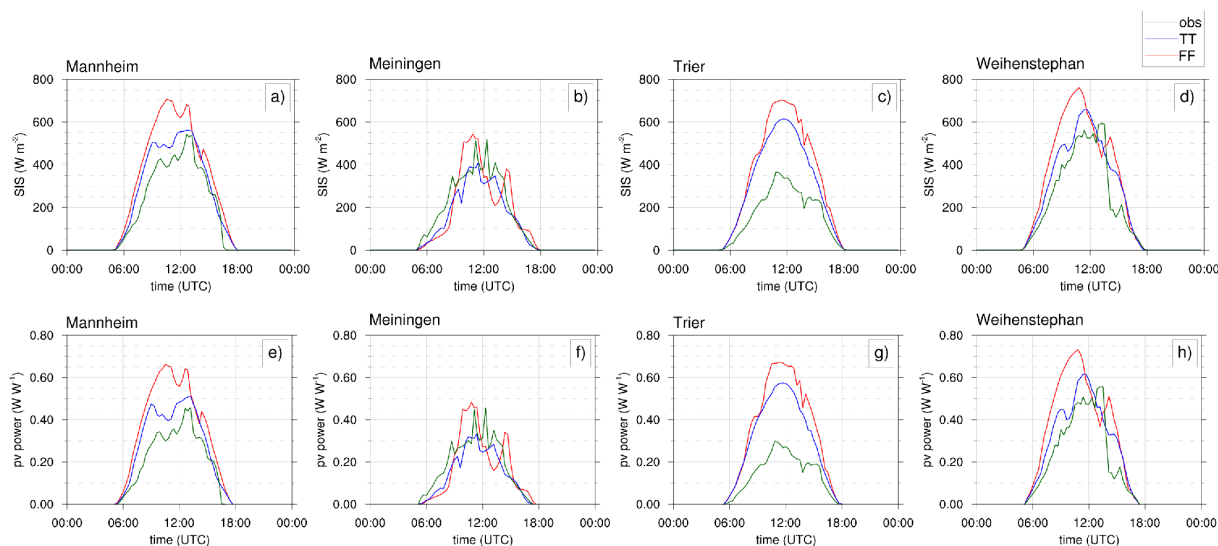 obs
TT
FF
Mannheim
Meiningen
Trier
Weihenstephan
800
600
400
200
0
SIS (W m-2)
a)
00:00 06:00 12:00 18:00 00:00
time (UTC)
800
600
400
200
0
SIS (W m-2)
b)
00:00 06:00 12:00 18:00 00:00
time (UTC)
800
600
400
200
0
SIS (W m-2)
c)
00:00 06:00 12:00 18:00 00:00
time (UTC)
800
600
400
200
0
SIS (W m-2)
d)
00:00 06:00 12:00 18:00 00:00
time (UTC)
Mannheim
Meiningen
Trier
Weihenstephan
0.80
0.60
0.40
0.20
0.00
pv power (W W-1)
e)
00:00 06:00 12:00 18:00 00:00
time (UTC)
0.80
0.60
0.40
0.20
0.00
pv power (W W-1)
f)
00:00 06:00 12:00 18:00 00:00
time (UTC)
0.80
0.60
0.40
0.20
0.00
pv power (W W-1)
g)
00:00 06:00 12:00 18:00 00:00
time (UTC)
0.80
0.60
0.40
0.20
0.00
pv power (W W-1)
h)
00:00 06:00 12:00 18:00 00:00
time (UTC)